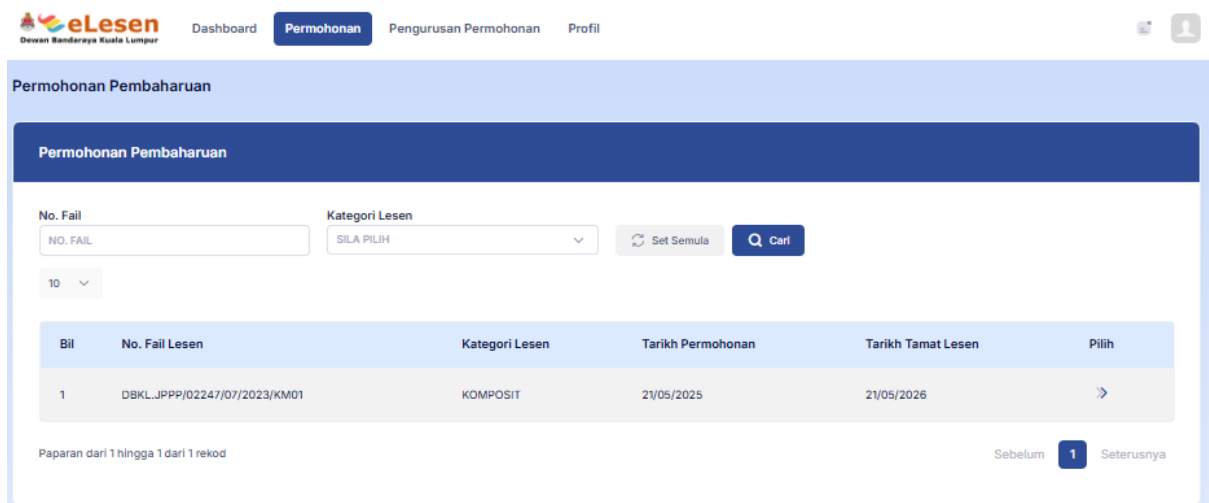 eLesen
Dewan Bandaraya Kuala Lumpur
Dashboard Permohonan Pengurusan Permohonan Profil
Permohonan Pembaharuan
Permohonan Pembaharuan
No. Fail Kategori Lesen
NO. FAIL SILA PILIH Set Semula Cari
10
Bil No. Fail Lesen Kategori Lesen Tarikh Permohonan Tarikh Tamat Lesen Pilih
1 DBKL.JPPP/02247/07/2023/KM01 KOMPOSIT 21/05/2025 21/05/2026
Paparan dari 1 hingga 1 dari 1 rekod Sebelum 1 Seterusnya